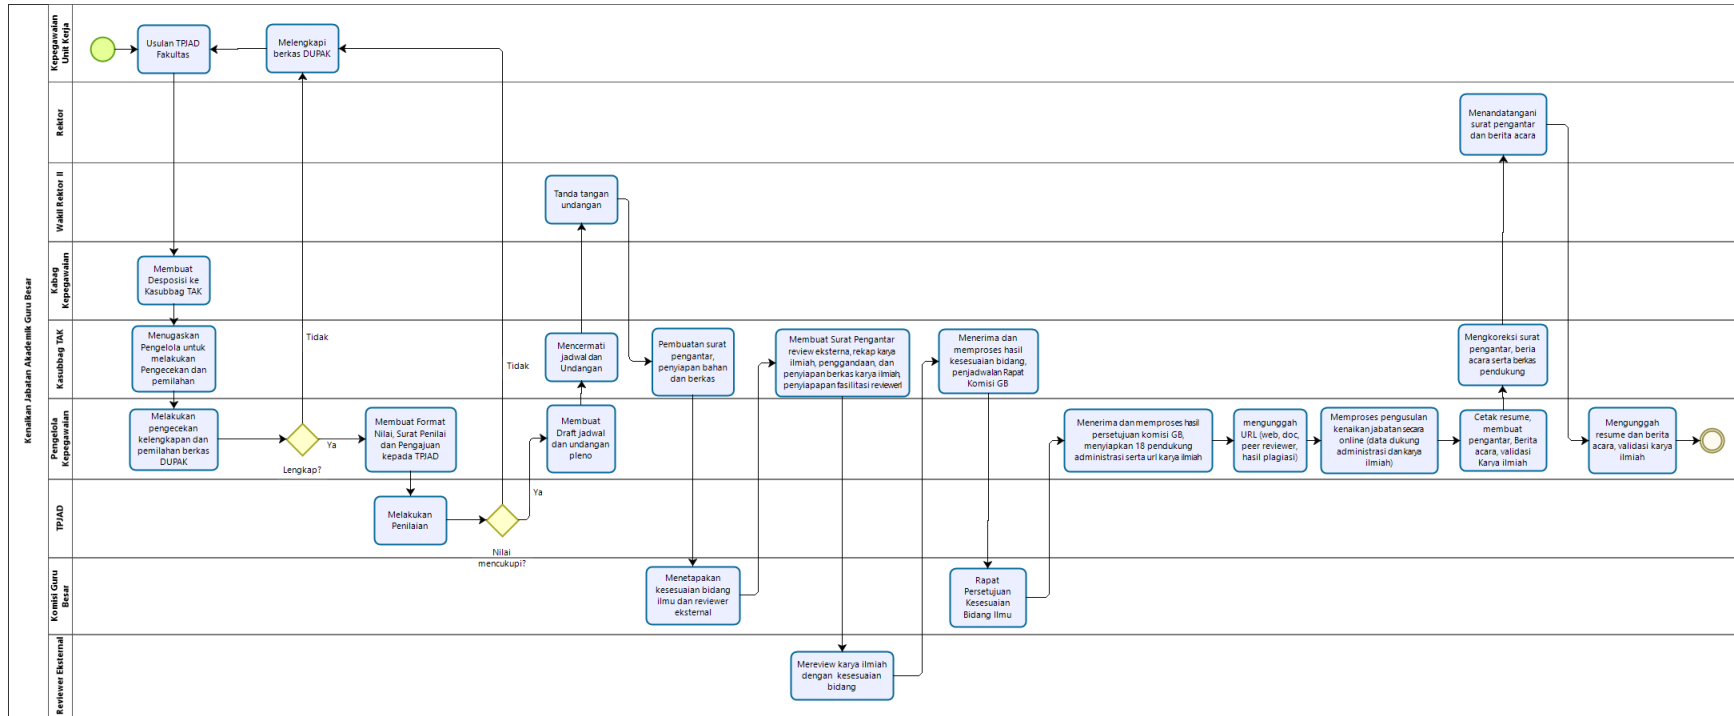 Kenaikan Jabatan Akademik Guru Besar
Kepegawaian
Unit Kerja
Usulan TPJAD
Fakultas
Melengkapi
berkas DUPAK
Rektor
Menandatangani
surat pengantar
dan berita acara
Wakil Rektor II
Tanda tangan
undangan
Kabag
Kepegawaian
Membuat
Desposisi ke
Kasubbag TAK
Kasubbag TAK
Menugaskan
Pengelola untuk
melakukan
Pengecekan dan
pemilahan
Tidak
Tidak
Mencermati
jadwal dan
Undangan
Pembuatan surat
pengantar,
penyiapan bahan
dan berkas
Membuat Surat Pengantar
review eksterna, rekap karya
ilmiah, penggandaan, dan
penyiapan berkas karya ilmiah,
penyiapapan fasilitasi reviewerl
Menerima dan
memproses hasil
kesesuaian bidang,
penjadwalan Rapat
Komisi GB
Mengkoreksi surat
pengantar, beria
acara serta berkas
pendukung
Pengelola
Kepegawaian
Melakukan
pengecekan
kelengkapan dan
pemilahan berkas
DUPAK
Lengkap?
Ya
Membuat Format
Nilai, Surat Penilai
dan Pengajuan
kepada TPJAD
Membuat
Draft jadwal
dan undangan
pleno
Menerima dan memproses hasil
persetujuan komisi GB,
menyiapkan 18 pendukung
administrasi serta url karya ilmiah
mengunggah
URL (web, doc,
peer reviewer,
hasil plagiasi)
Memproses pengusulan
kenaikan jabatan secara
online (data dukung
administrasi dan karya
ilmiah)
Cetak resume,
membuat
pengantar, Berita
acara, validasi
Karya ilmiah
Mengunggah
resume dan berita
acara, validasi karya
ilmiah
TPJAD
Melakukan
Penilaian
Ya
Nilai
mencukupi?
Komisi Guru
Besar
Menetapakan
kesesuaian bidang
ilmu dan reviewer
eksternal
Rapat
Persetujuan
Kesesuaian
Bidang Ilmu
Reviewer Eksternal
Mereview karya ilmiah
dengan kesesuaian
bidang